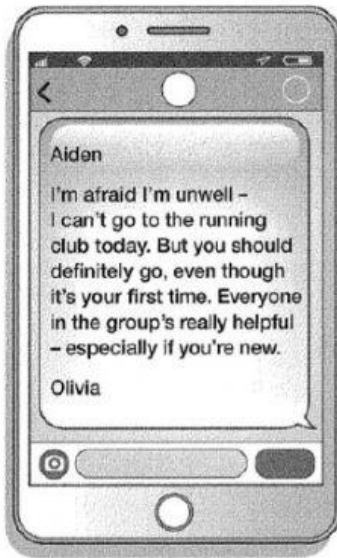 Aiden
I'm afraid I'm unwell –
I can't go to the running
club today. But you should
definitely go, even though
it's your first time. Everyone
in the group's really helpful
– especially if you're new.
Olivia